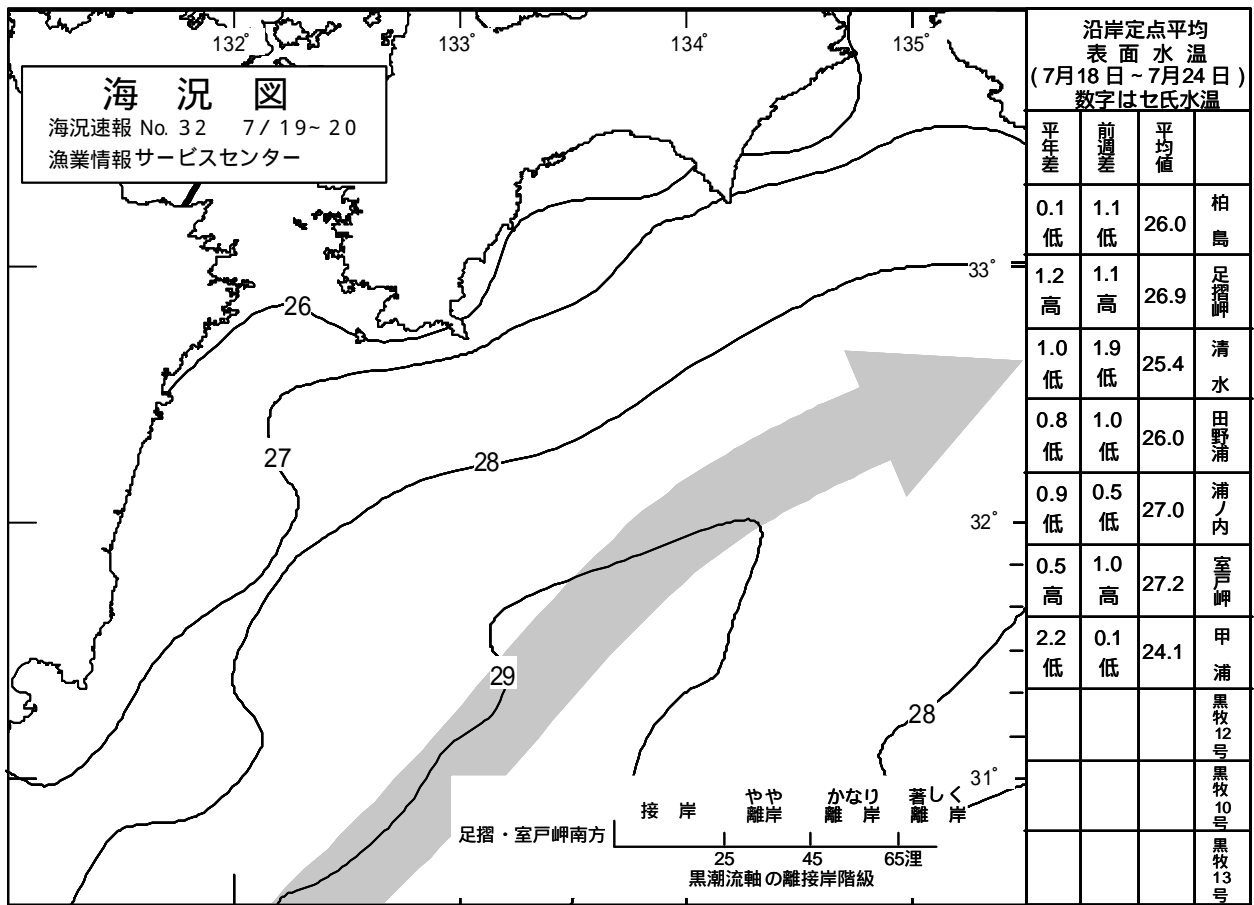 132° 133° 134° 135°
海 況 図
海況速報 No. 32 7/19~20
漁業情報サービスセンター
26
27
28
29
28
33°
32°
31°
接岸 やや離岸 かなり離岸 著しく離岸
足摺・室戸岬南方
25 45 65浬
黒潮流軸の離接岸階級
沿岸定点平均
表面水温
(7月18日~7月24日)
数字はセ氏水温
平年差 前週差 平均値
0.1低 1.1低 26.0 柏島
1.2高 1.1高 26.9 足摺岬
1.0低 1.9低 25.4 清水
0.8低 1.0低 26.0 田野浦
0.9低 0.5低 27.0 浦ノ内
0.5高 1.0高 27.2 室戸岬
2.2低 0.1低 24.1 甲浦
黒牧12号
黒牧10号
黒牧13号